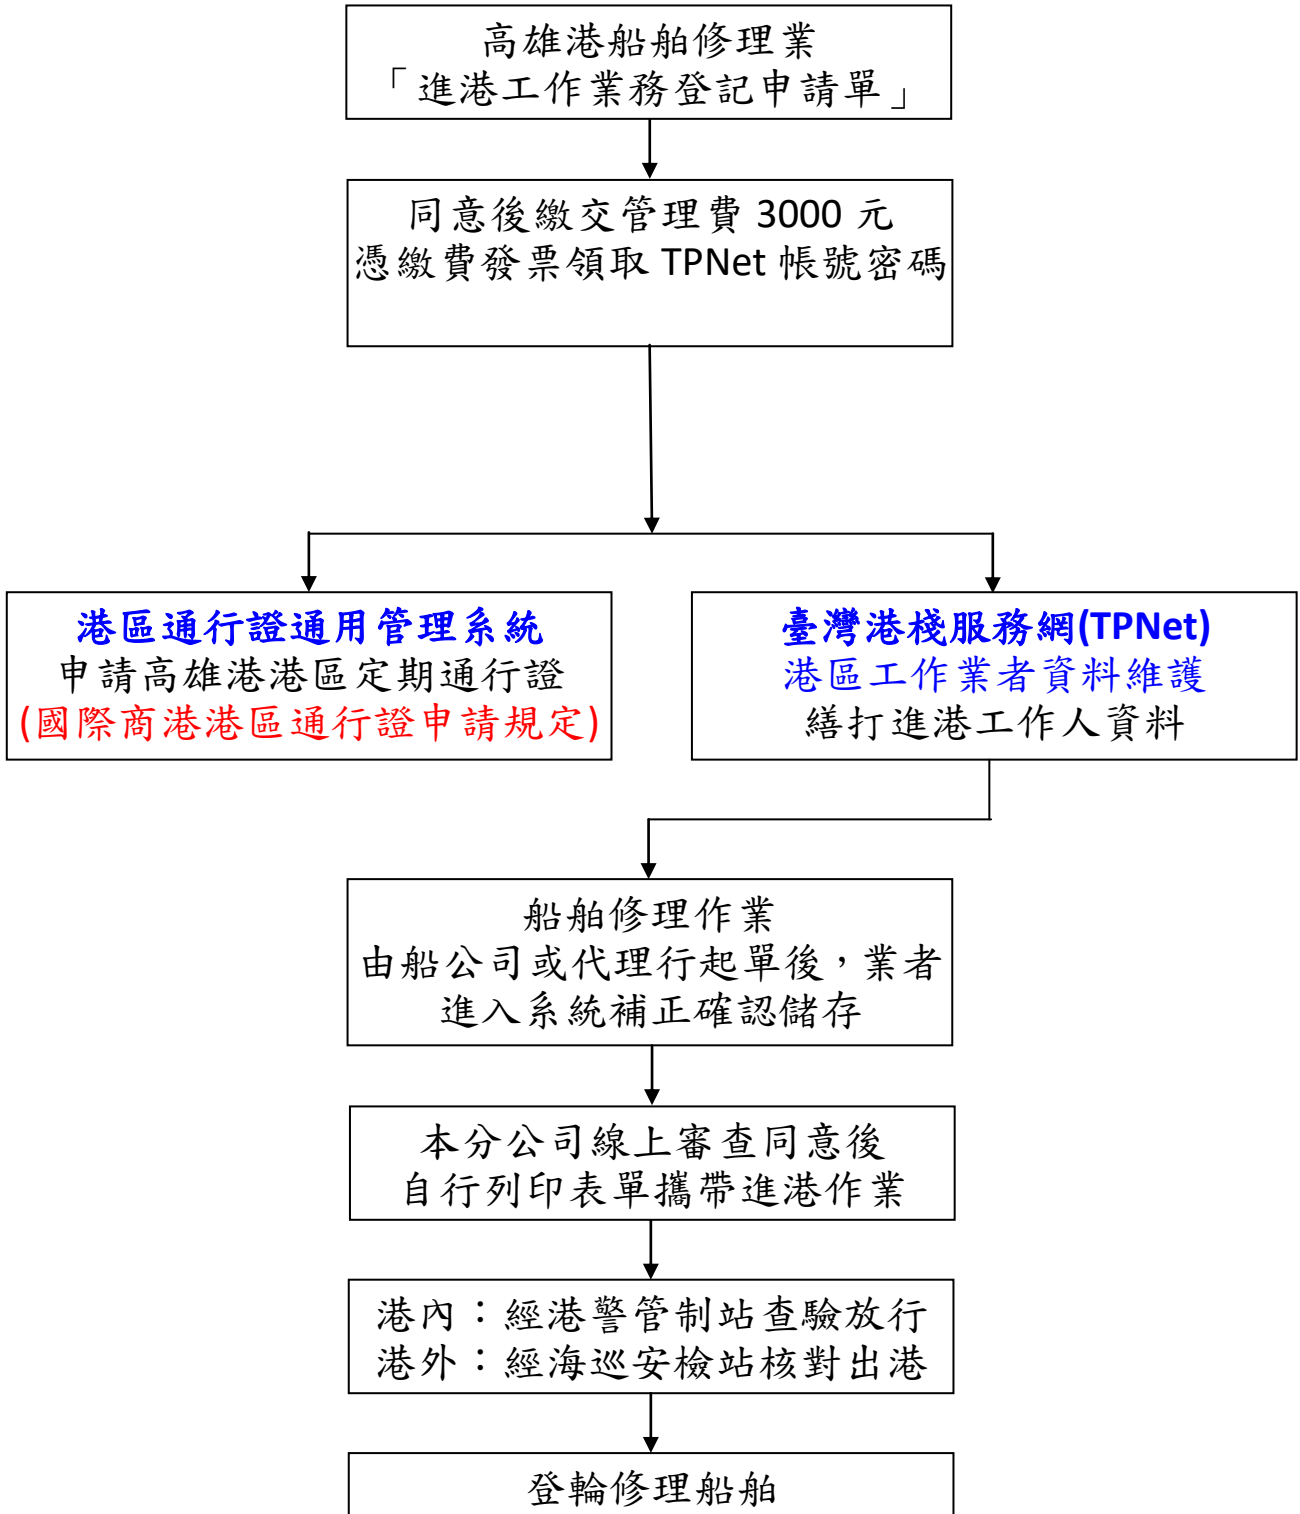 高雄港船舶修理業
「進港工作業務登記申請單」
同意後繳交管理費 3000 元
憑繳費發票領取 TPNet 帳號密碼
港區通行證通用管理系統
申請高雄港港區定期通行證
(國際商港港區通行證申請規定)
臺灣港棧服務網(TPNet)
港區工作業者資料維護
繕打進港工作人資料
船舶修理作業
由船公司或代理行起單後，業者
進入系統補正確認儲存
本分公司線上審查同意後
自行列印表單攜帶進港作業
港內：經港警管制站查驗放行
港外：經海巡安檢站核對出港
登輪修理船舶